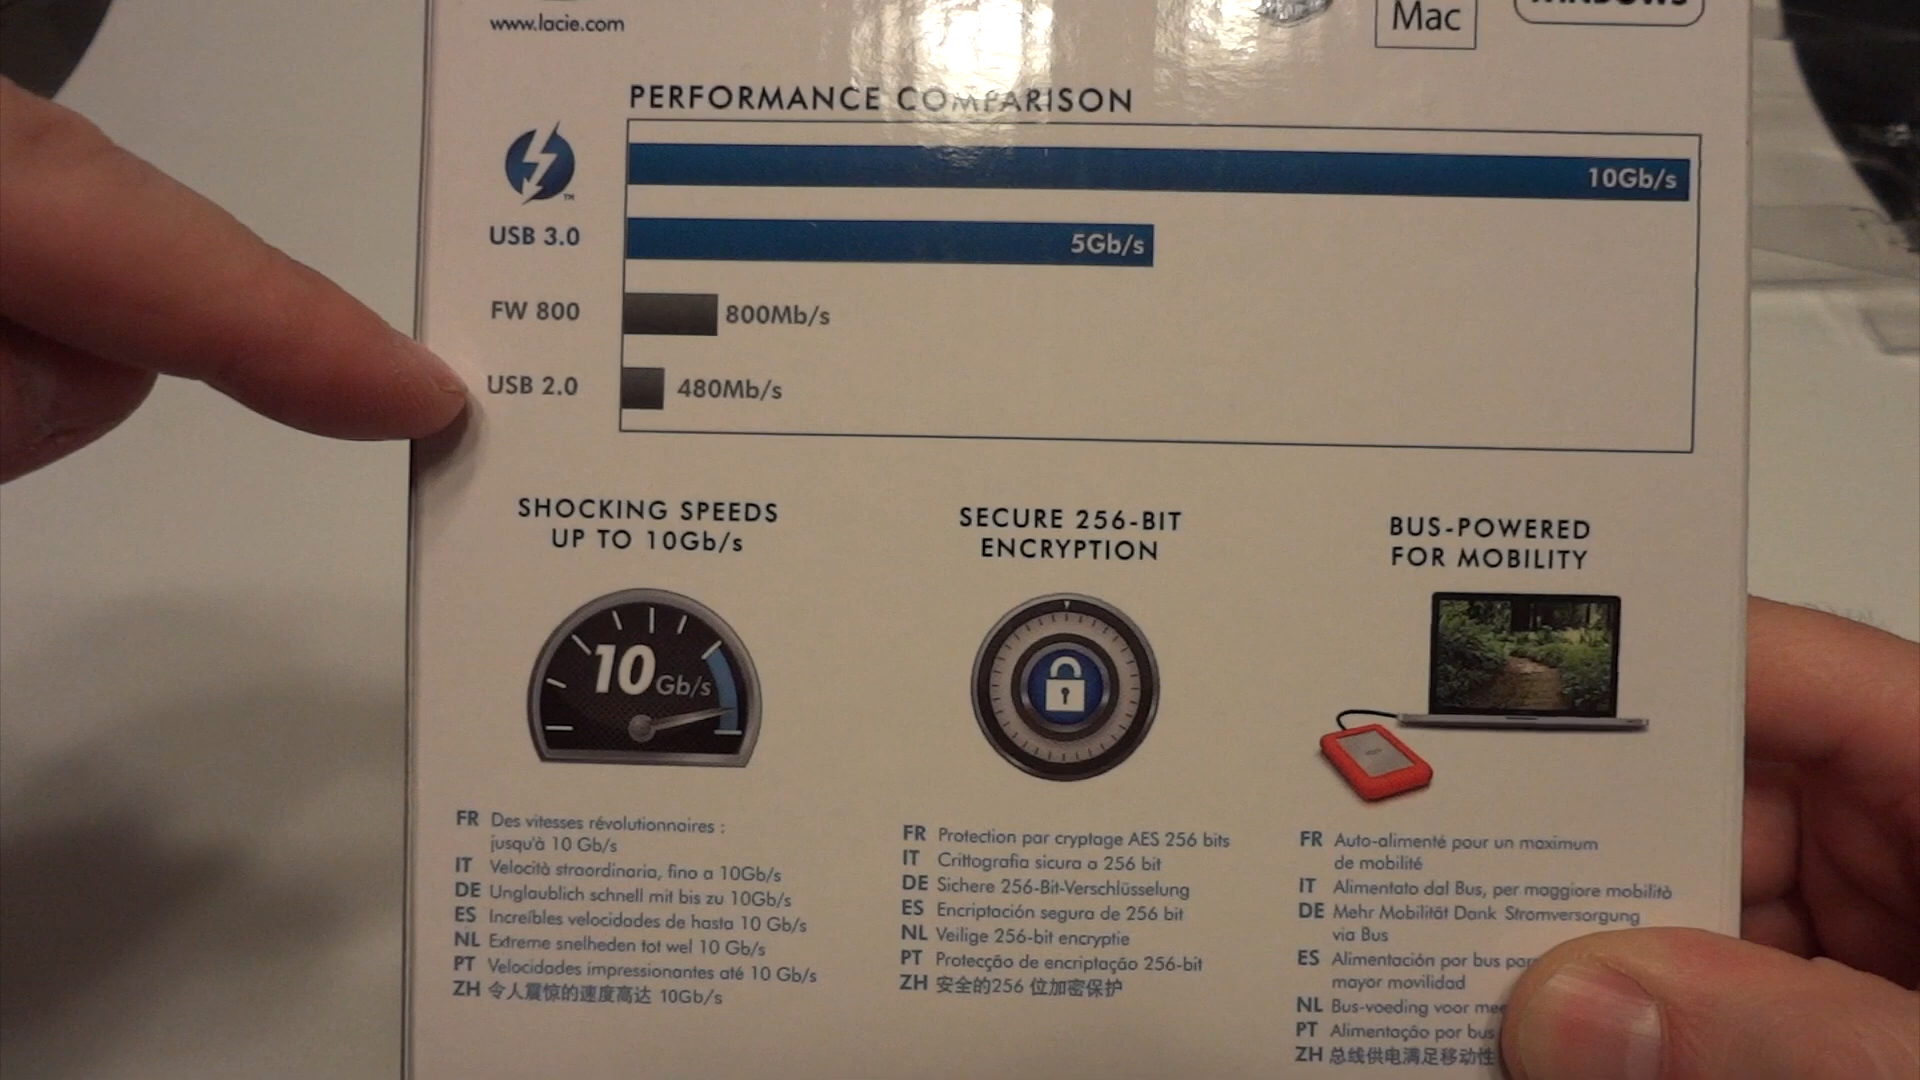 www.lacie.com
Mac
WINDOWS
PERFORMANCE COMPARISON
10Gb/s
USB 3.0
5Gb/s
FW 800
800Mb/s
USB 2.0
480Mb/s
SHOCKING SPEEDS
UP TO 10Gb/s
10 Gb/s
FR Des vitesses révolutionnaires :
jusqu'à 10 Gb/s
IT Velocità straordinaria, fino a 10Gb/s
DE Unglaublich schnell mit bis zu 10Gb/s
ES Increíbles velocidades de hasta 10 Gb/s
NL Extreme snelheden tot wel 10 Gb/s
PT Velocidades impressionantes até 10 Gb/s
ZH 令人震惊的速度高达 10Gb/s
SECURE 256-BIT
ENCRYPTION
FR Protection par cryptage AES 256 bits
IT Crittografia sicura a 256 bit
DE Sichere 256-Bit-Verschlüsselung
ES Encriptación segura de 256 bit
NL Veilige 256-bit encryptie
PT Protecção de encriptação 256-bit
ZH 安全的256 位加密保护
BUS-POWERED
FOR MOBILITY
FR Auto-alimenté pour un maximum
de mobilité
IT Alimentato dal Bus, per maggiore mobilità
DE Mehr Mobilität Dank Stromversorgung
via Bus
ES Alimentación por bus par
mayor movilidad
NL Bus-voeding voor mee
PT Alimentação por bus
ZH 总线供电满足移动性